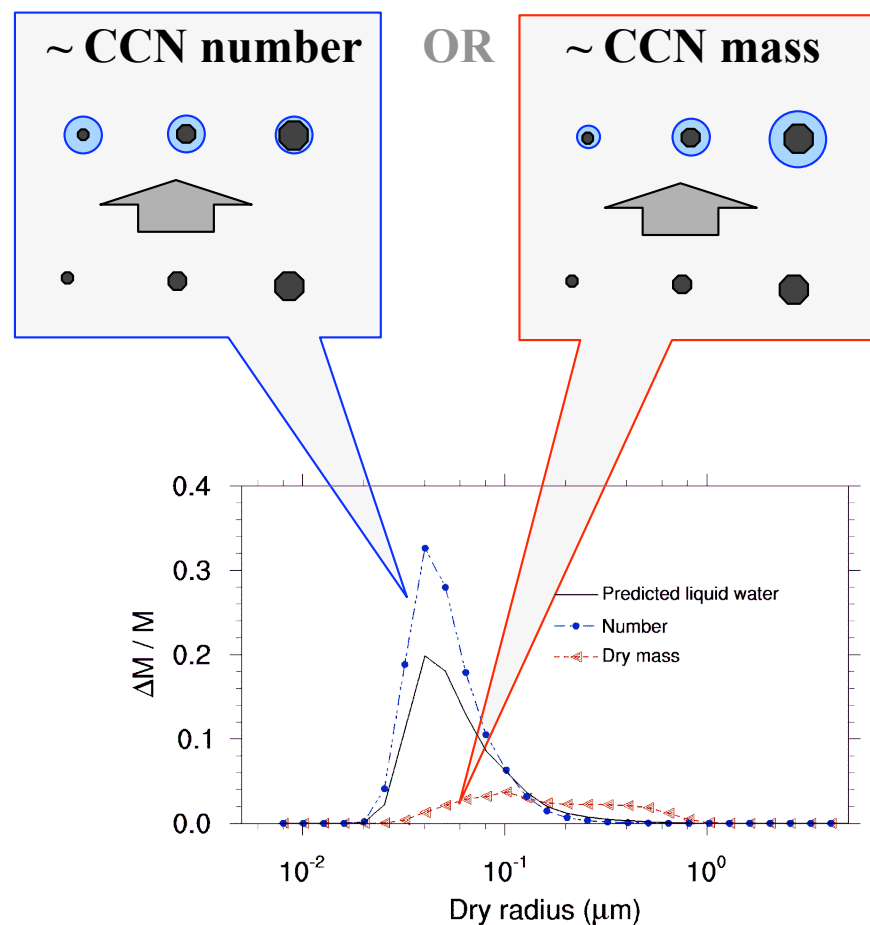 ~ CCN number OR ~ CCN mass
0.4
0.3
0.2
0.1
0.0
ΔM / M
Predicted liquid water
Number
Dry mass
10⁻² 10⁻¹ 10⁰
Dry radius (μm)